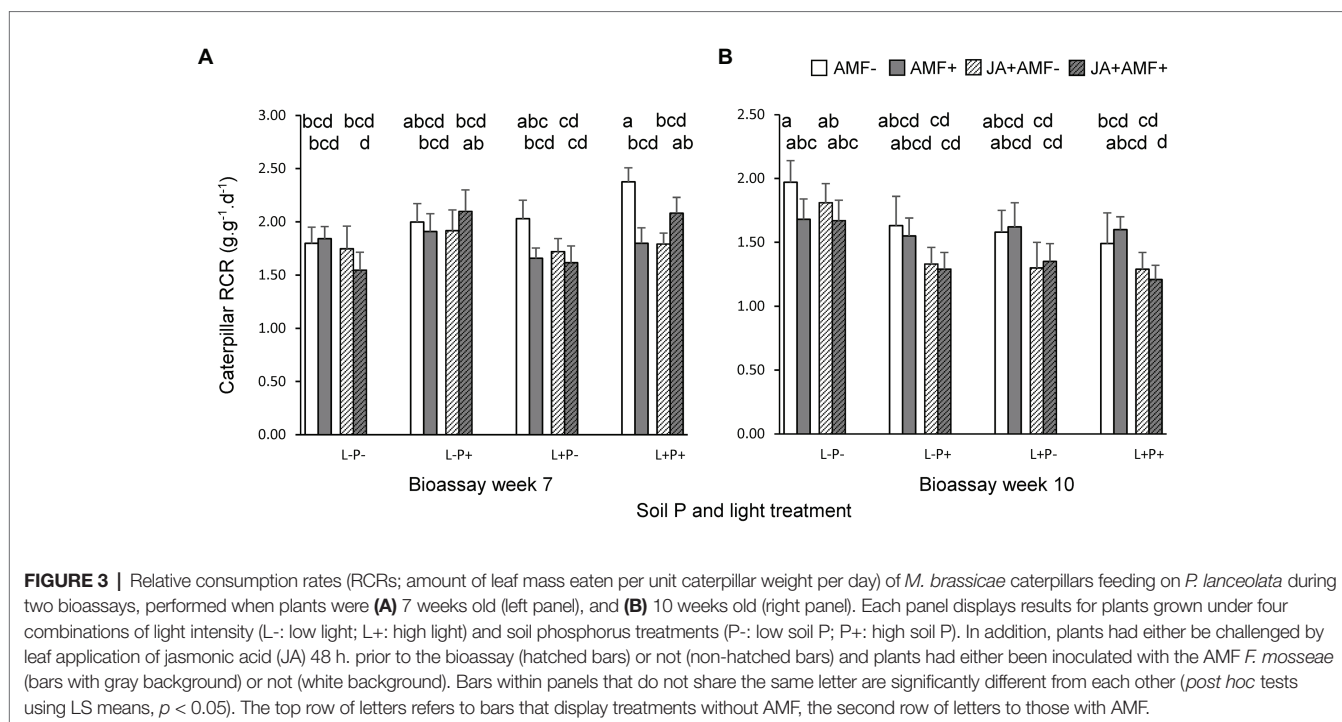 A
B
AMF- AMF+ JA+AMF- JA+AMF+
Caterpillar RCR (g.g-1.d-1)
3.00
2.50
2.00
1.50
1.00
0.50
0.00
bcd bcd abcd bcd abc cd a bcd
bcd d bcd ab bcd cd bcd ab
L-P- L-P+ L+P- L+P+
Bioassay week 7
2.50
2.00
1.50
1.00
0.50
0.00
a ab abcd cd abcd cd bcd cd
abc abc abcd cd abcd cd abcd d
L-P- L-P+ L+P- L+P+
Bioassay week 10
Soil P and light treatment
FIGURE 3 | Relative consumption rates (RCRs; amount of leaf mass eaten per unit caterpillar weight per day) of M. brassicae caterpillars feeding on P. lanceolata during
two bioassays, performed when plants were (A) 7 weeks old (left panel), and (B) 10 weeks old (right panel). Each panel displays results for plants grown under four
combinations of light intensity (L-: low light; L+: high light) and soil phosphorus treatments (P-: low soil P; P+: high soil P). In addition, plants had either be challenged by
leaf application of jasmonic acid (JA) 48 h. prior to the bioassay (hatched bars) or not (non-hatched bars) and plants had either been inoculated with the AMF F. mosseae
(bars with gray background) or not (white background). Bars within panels that do not share the same letter are significantly different from each other (post hoc tests
using LS means, p < 0.05). The top row of letters refers to bars that display treatments without AMF, the second row of letters to those with AMF.